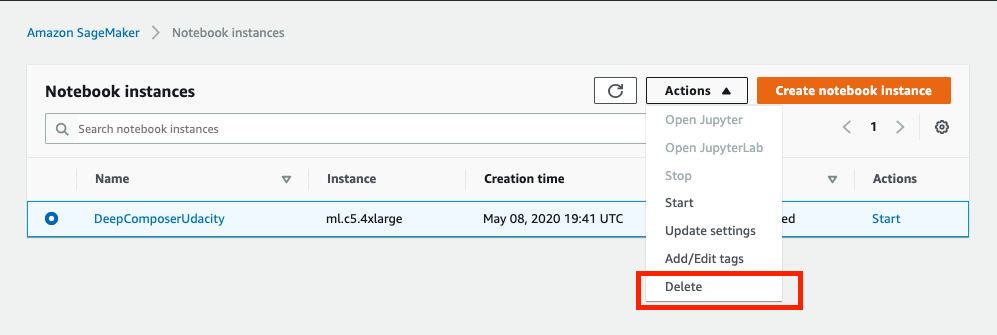 Amazon SageMaker > Notebook instances
Notebook instances
Actions
Create notebook instance
Search notebook instances
1
Name Instance Creation time Actions
DeepComposerUdacity ml.c5.4xlarge May 08, 2020 19:41 UTC Start
Open Jupyter
Open JupyterLab
Stop
Start
Update settings
Add/Edit tags
Delete